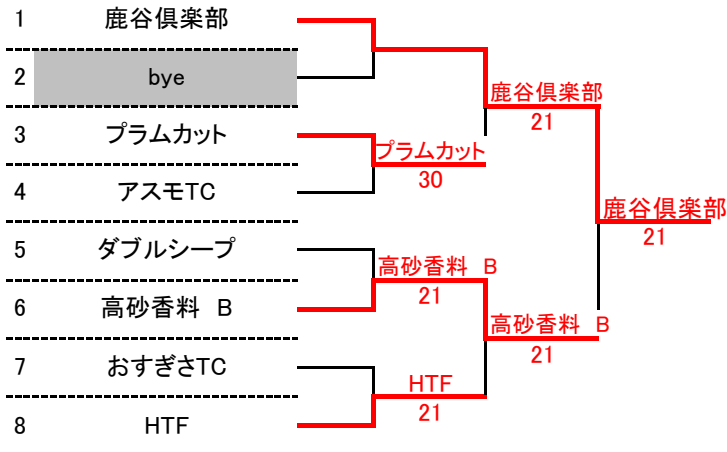 1 鹿谷倶楽部
2 bye
鹿谷倶楽部
21
3 プラムカット
プラムカット
30
4 アスモTC
鹿谷倶楽部
21
5 ダブルシープ
高砂香料 B
21
6 高砂香料 B
高砂香料 B
21
7 おすぎさTC
HTF
21
8 HTF